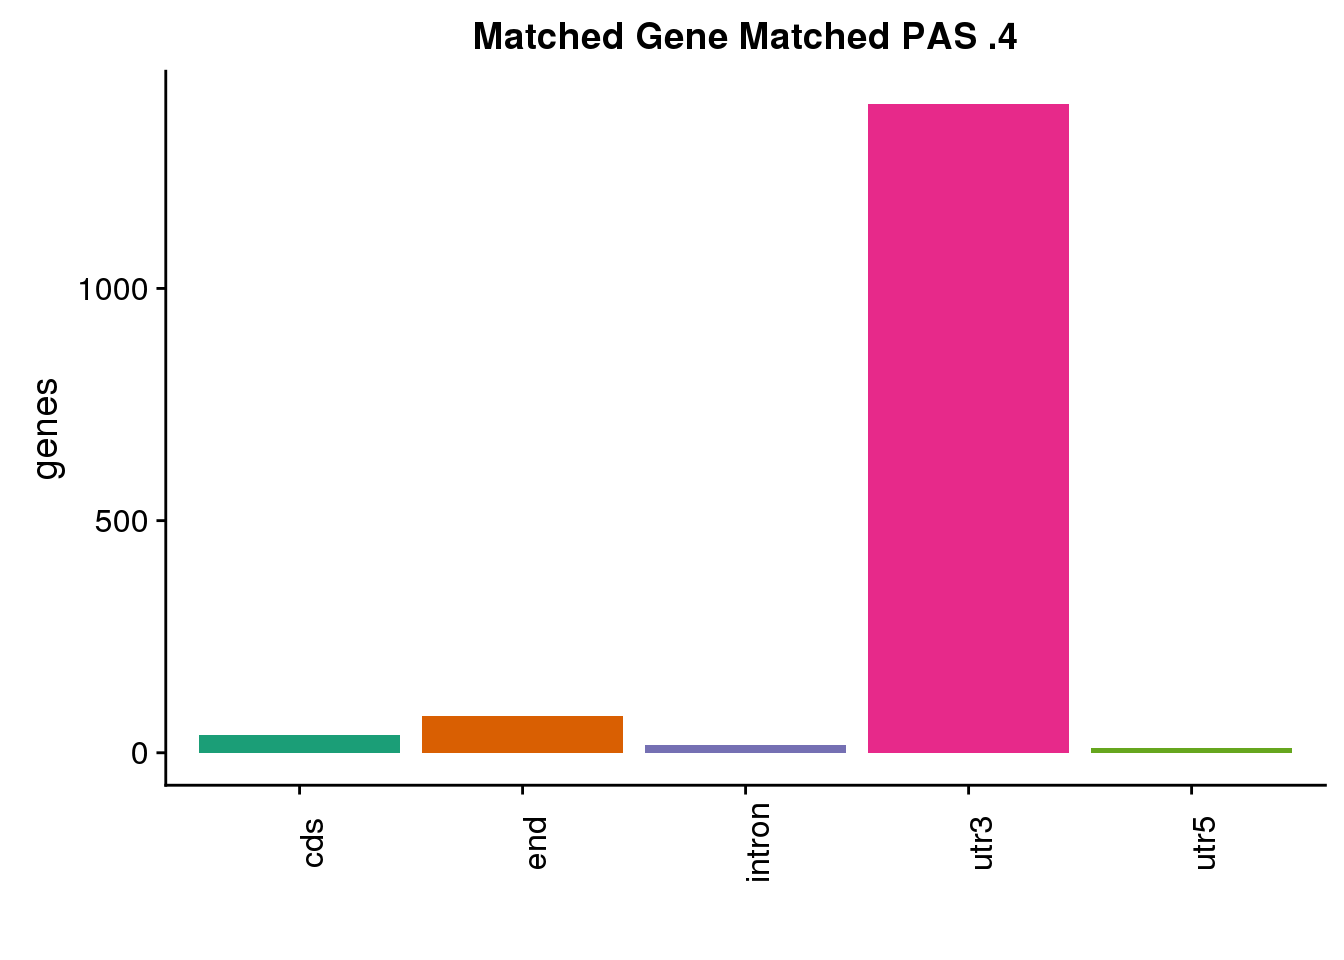 Matched Gene Matched PAS .4
genes
1000
500
0
cds
end
intron
utr3
utr5